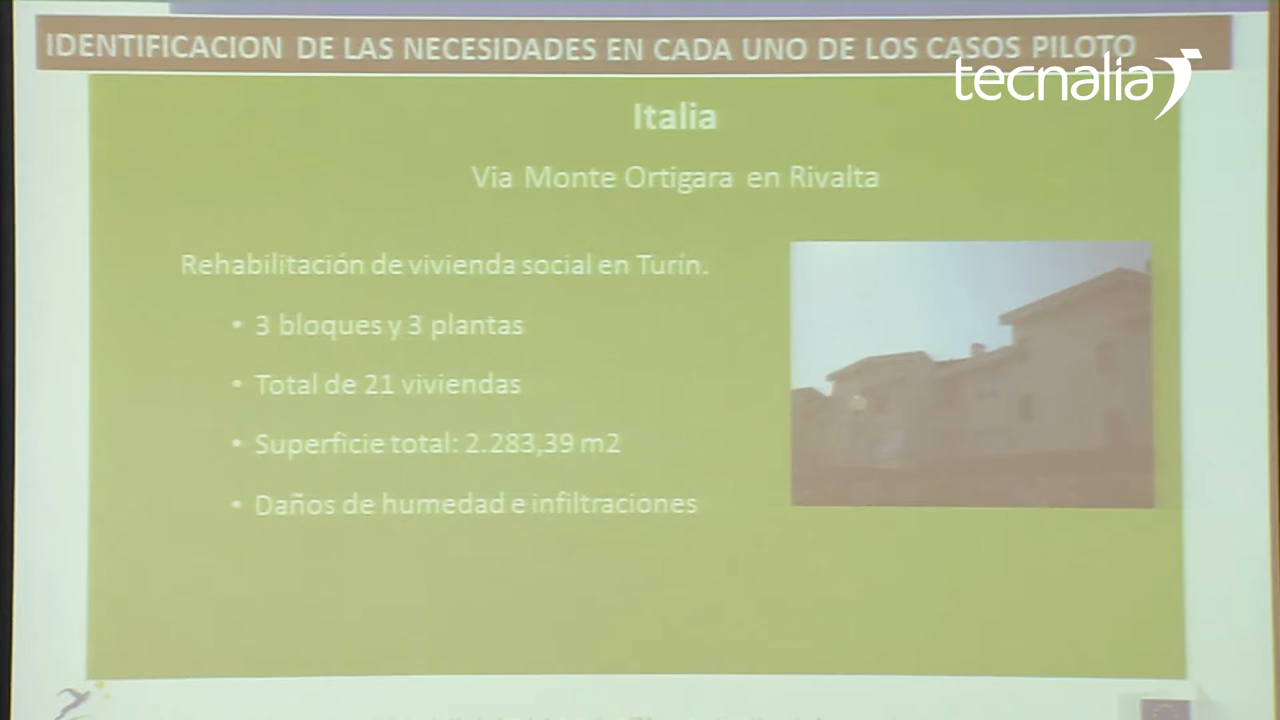 IDENTIFICACION DE LAS NECESIDADES EN CADA UNO DE LOS CASOS PILOTO
tecnalia
Italia
Via Monte Ortigara en Rivalta
Rehabilitación de vivienda social en Turín.
• 3 bloques y 3 plantas
• Total de 21 viviendas
• Superficie total: 2.283,39 m2
• Daños de humedad e infiltraciones